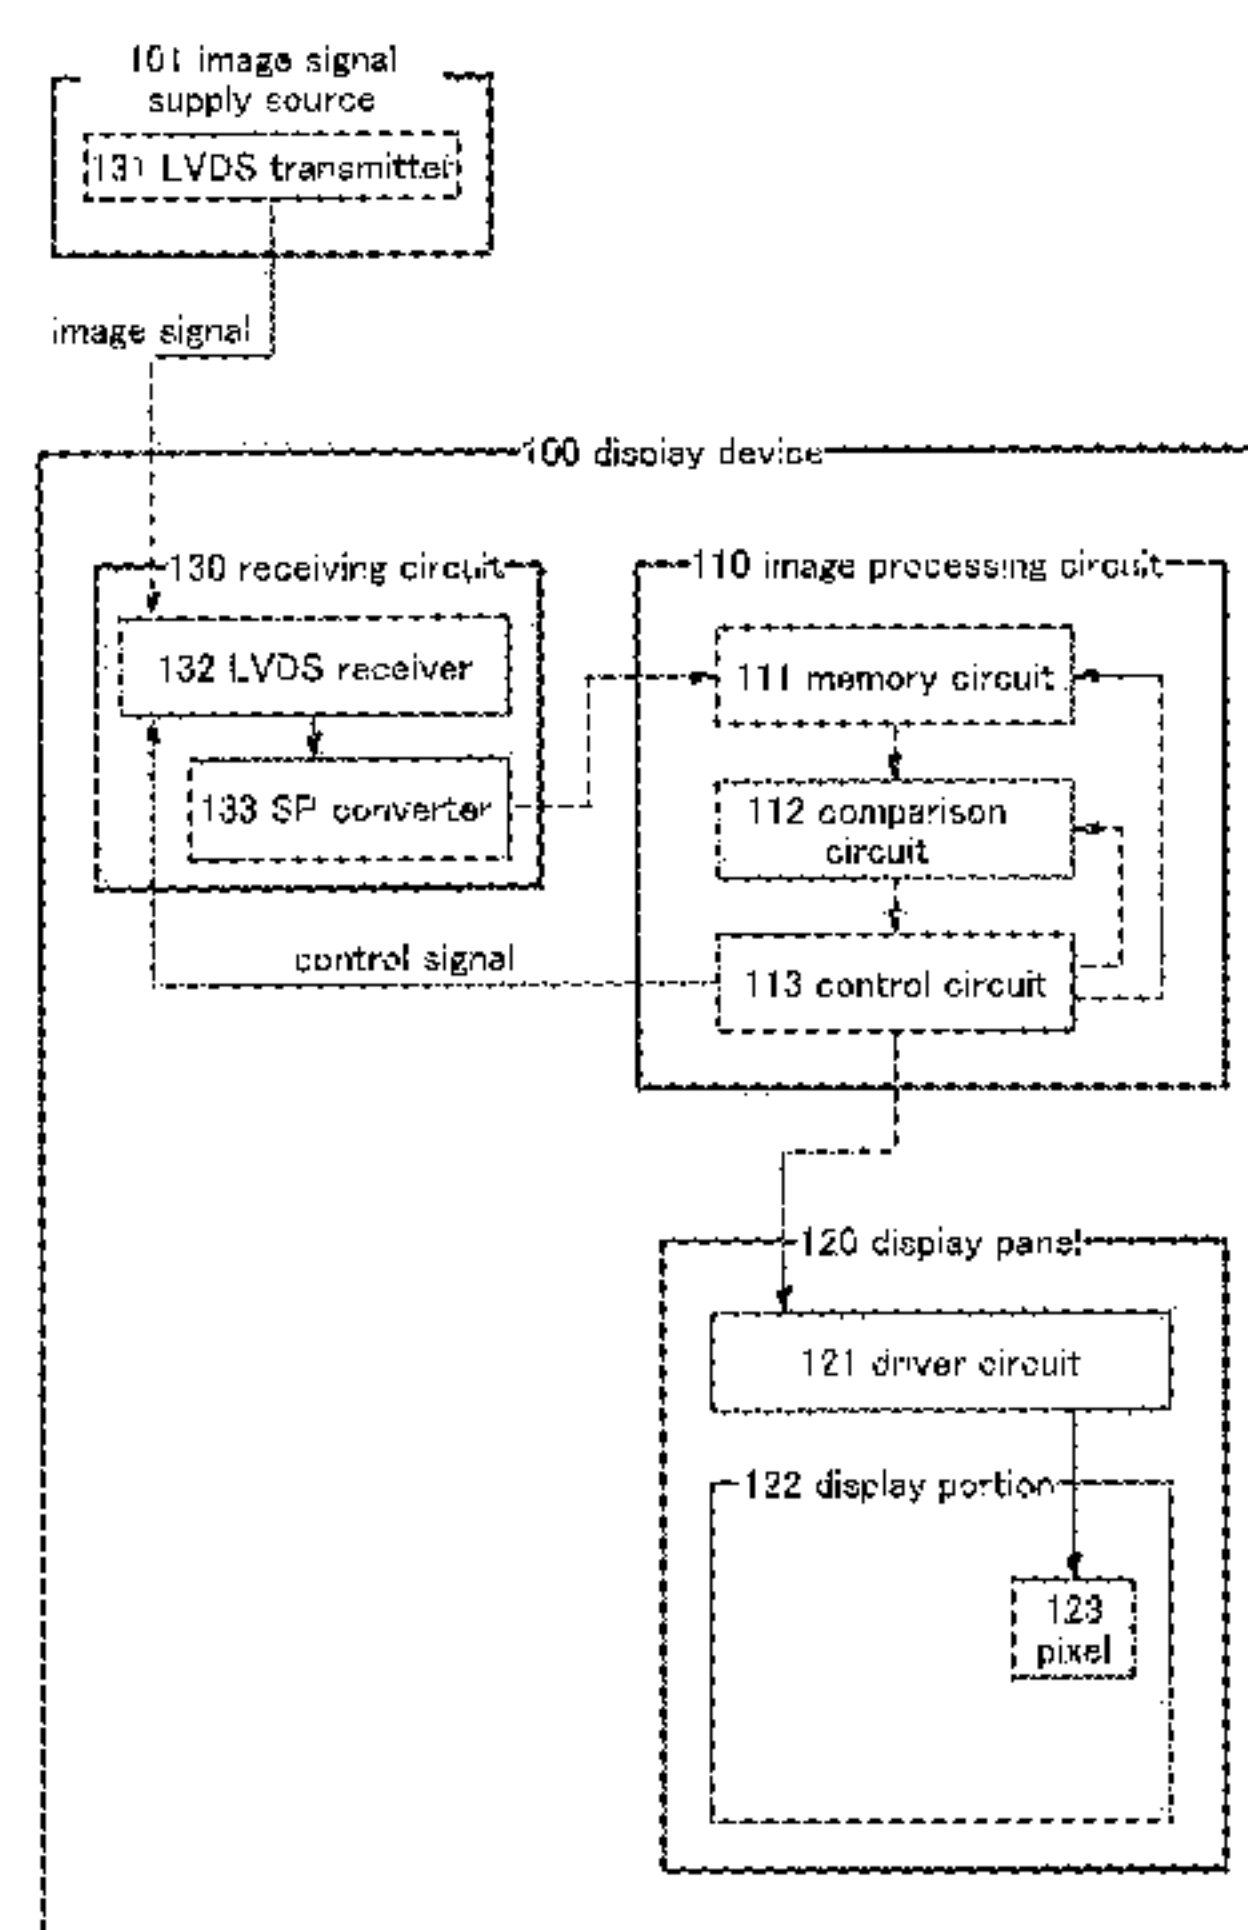 101 image signal
supply source
131 LVDS transmitter
image signal
100 display device
130 receiving circuit
110 image processing circuit
132 LVDS receiver
111 memory circuit
133 SP converter
112 comparison
circuit
control signal
113 control circuit
120 display panel
121 driver circuit
122 display portion
123
pixel